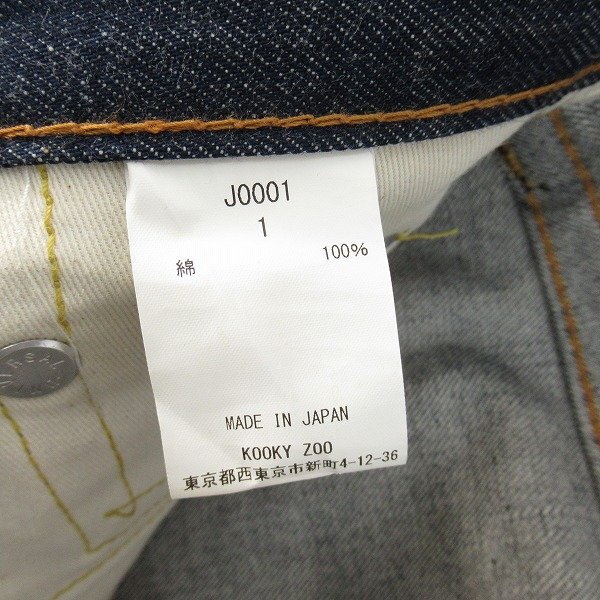 J0001
1
綿 100%
MADE IN JAPAN
KOOKY ZOO
東京都西東京市新町4-12-36